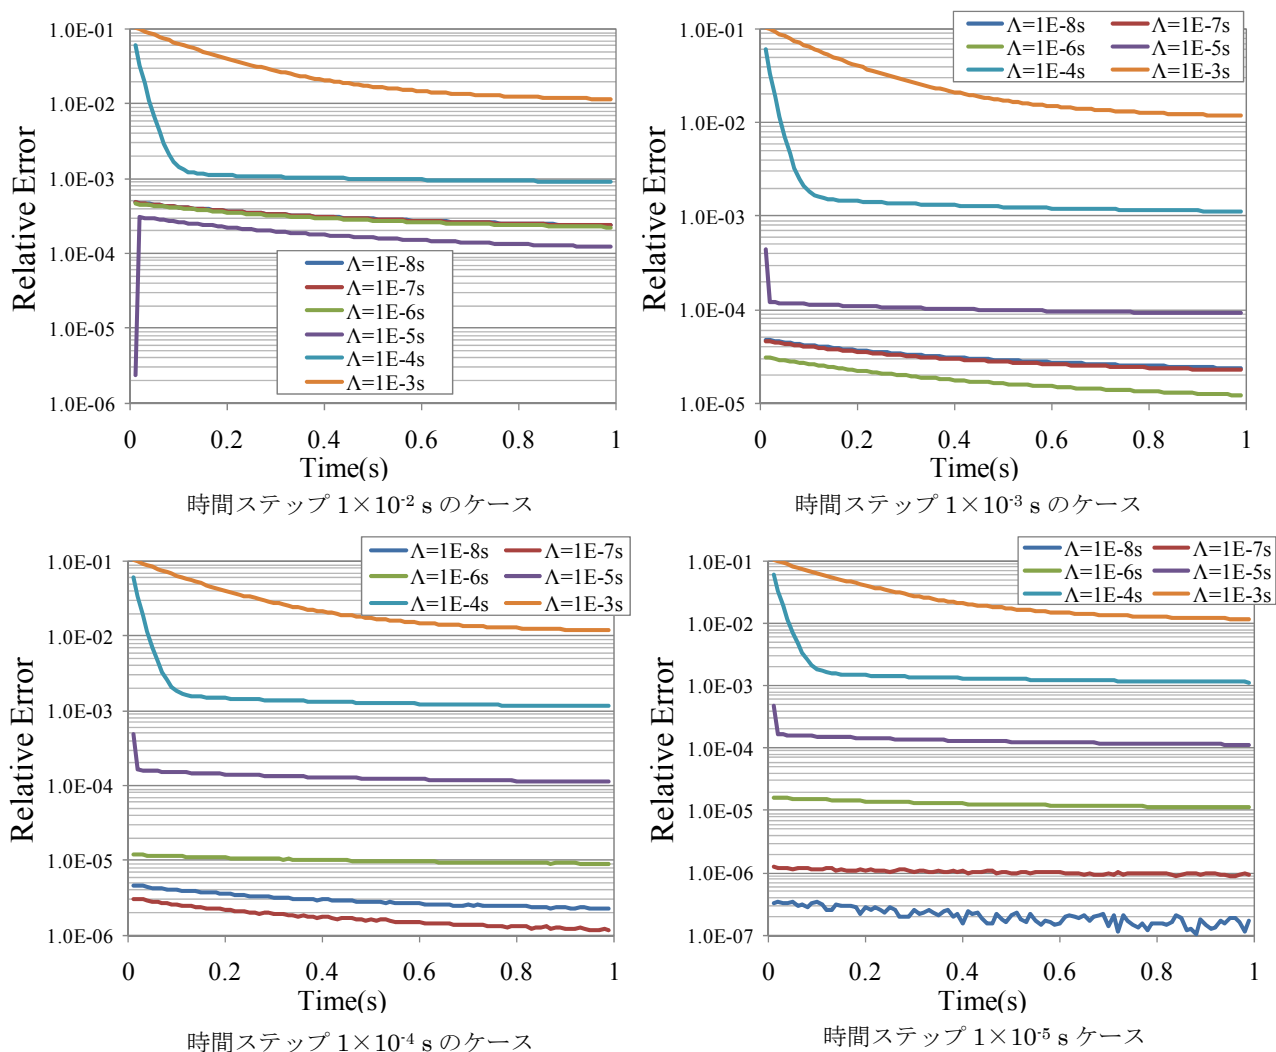 1.0E-01
1.0E-02
1.0E-03
1.0E-04
1.0E-05
1.0E-06
Relative Error
Λ=1E-8s
Λ=1E-7s
Λ=1E-6s
Λ=1E-5s
Λ=1E-4s
Λ=1E-3s
0 0.2 0.4 0.6 0.8 1
Time(s)
時間ステップ 1×10-2 s のケース
Λ=1E-8s Λ=1E-7s
Λ=1E-6s Λ=1E-5s
Λ=1E-4s Λ=1E-3s
1.0E-01
1.0E-02
1.0E-03
1.0E-04
1.0E-05
Relative Error
0 0.2 0.4 0.6 0.8 1
Time(s)
時間ステップ 1×10-3 s のケース
Λ=1E-8s Λ=1E-7s
Λ=1E-6s Λ=1E-5s
Λ=1E-4s Λ=1E-3s
1.0E-01
1.0E-02
1.0E-03
1.0E-04
1.0E-05
1.0E-06
Relative Error
0 0.2 0.4 0.6 0.8 1
Time(s)
時間ステップ 1×10-4 s のケース
Λ=1E-8s Λ=1E-7s
Λ=1E-6s Λ=1E-5s
Λ=1E-4s Λ=1E-3s
1.0E-01
1.0E-02
1.0E-03
1.0E-04
1.0E-05
1.0E-06
1.0E-07
Relative Error
0 0.2 0.4 0.6 0.8 1
Time(s)
時間ステップ 1×10-5 s ケース